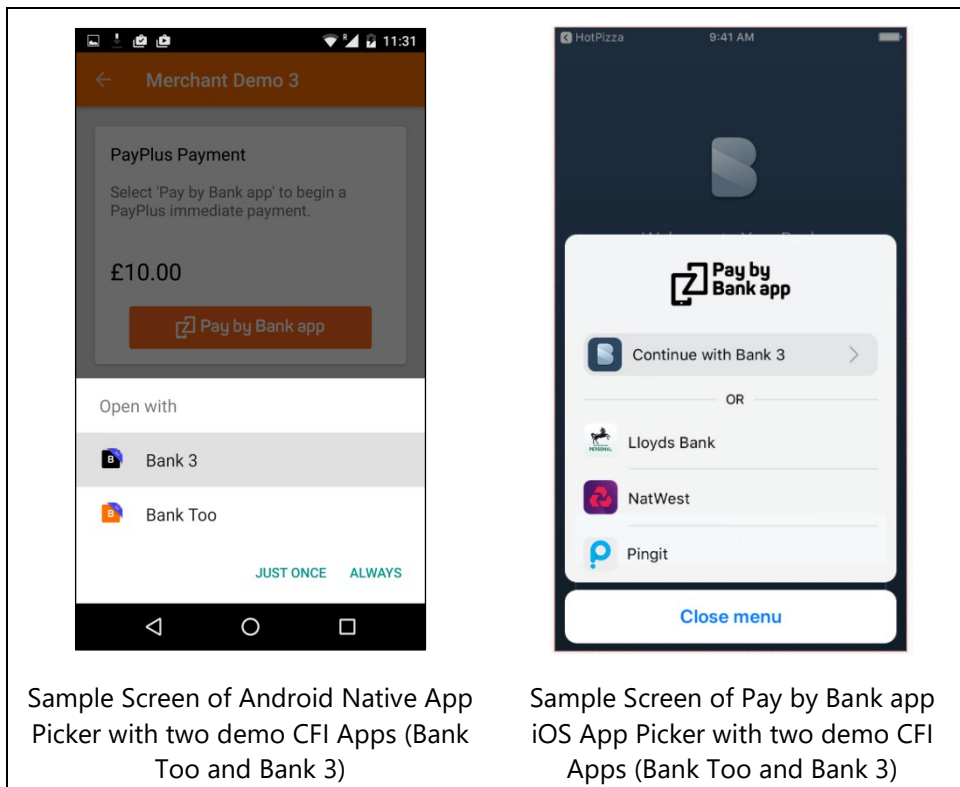 11:31
Merchant Demo 3
PayPlus Payment
Select 'Pay by Bank app' to begin a
PayPlus immediate payment.
£10.00
Pay by Bank app
Open with
B Bank 3
B Bank Too
JUST ONCE ALWAYS
Sample Screen of Android Native App
Picker with two demo CFI Apps (Bank
Too and Bank 3)
HotPizza 9:41 AM
B
Pay by
Bank app
B Continue with Bank 3
OR
PERSONAL
Lloyds Bank
NatWest
Pingit
Close menu
Sample Screen of Pay by Bank app
iOS App Picker with two demo CFI
Apps (Bank Too and Bank 3)